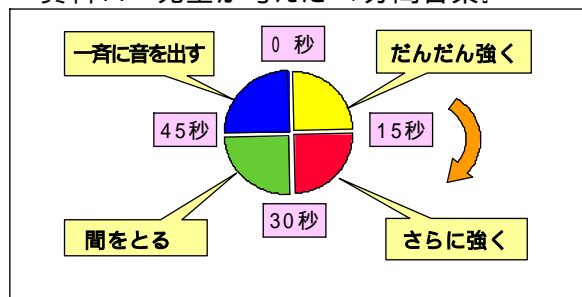 0 秒
一斉に音を出す
だんだん強く
45秒
15秒
30秒
間をとる
さらに強く